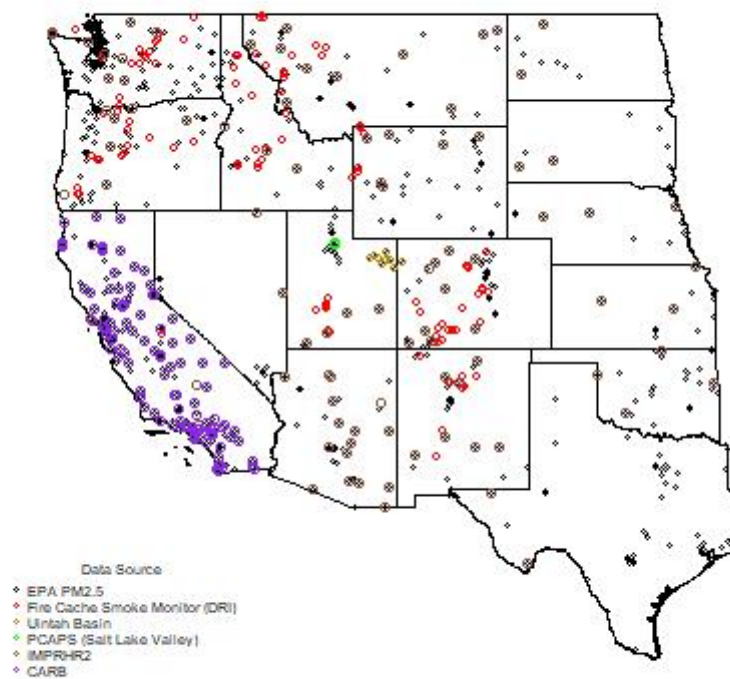 Data Source
EPA PM2.5
Fire Cache Smoke Monitor (DRI)
Uintah Basin
PCAPS (Salt Lake Valley)
IMPRHR2
CARB